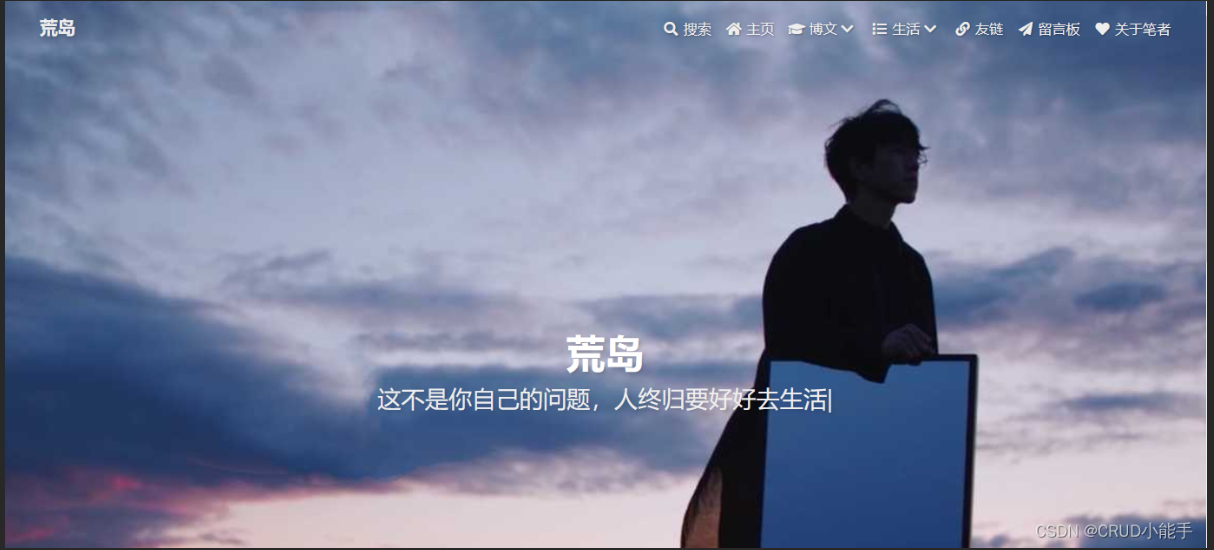 荒岛
搜索 主页 博文 生活 友链 留言板 关于笔者
荒岛
这不是你自己的问题，人终归要好好去生活|
CSDN @CRUD小能手